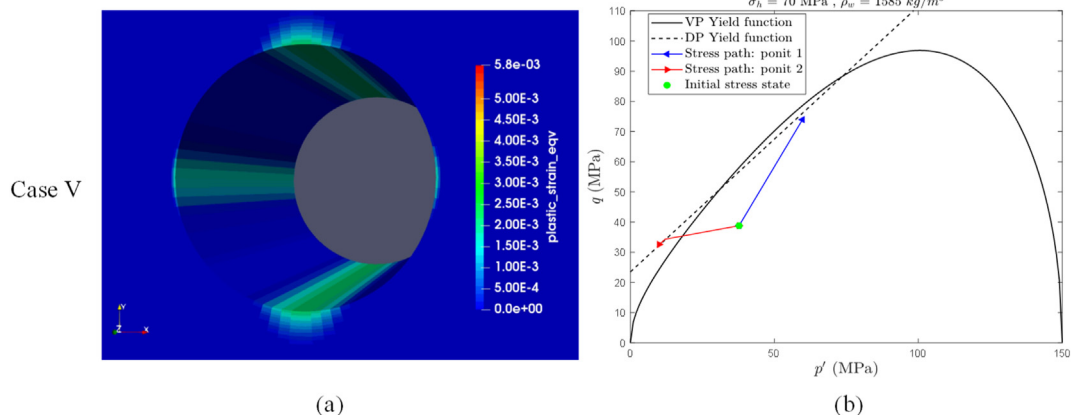 σ_h = 70 MPa , ρ_w = 1585 kg/m³
Case V
5.8e-03
5.00E-3
4.50E-3
4.00E-3
3.50E-3
3.00E-3
2.50E-3
2.00E-3
1.50E-3
1.00E-3
5.00E-4
0.0e+00
plastic_strain_eqv
Y
Z
X
VP Yield function
DP Yield function
Stress path: ponit 1
Stress path: ponit 2
Initial stress state
110
100
90
80
70
60
50
40
30
20
10
0
q (MPa)
0
50
100
150
p′ (MPa)
(a)
(b)